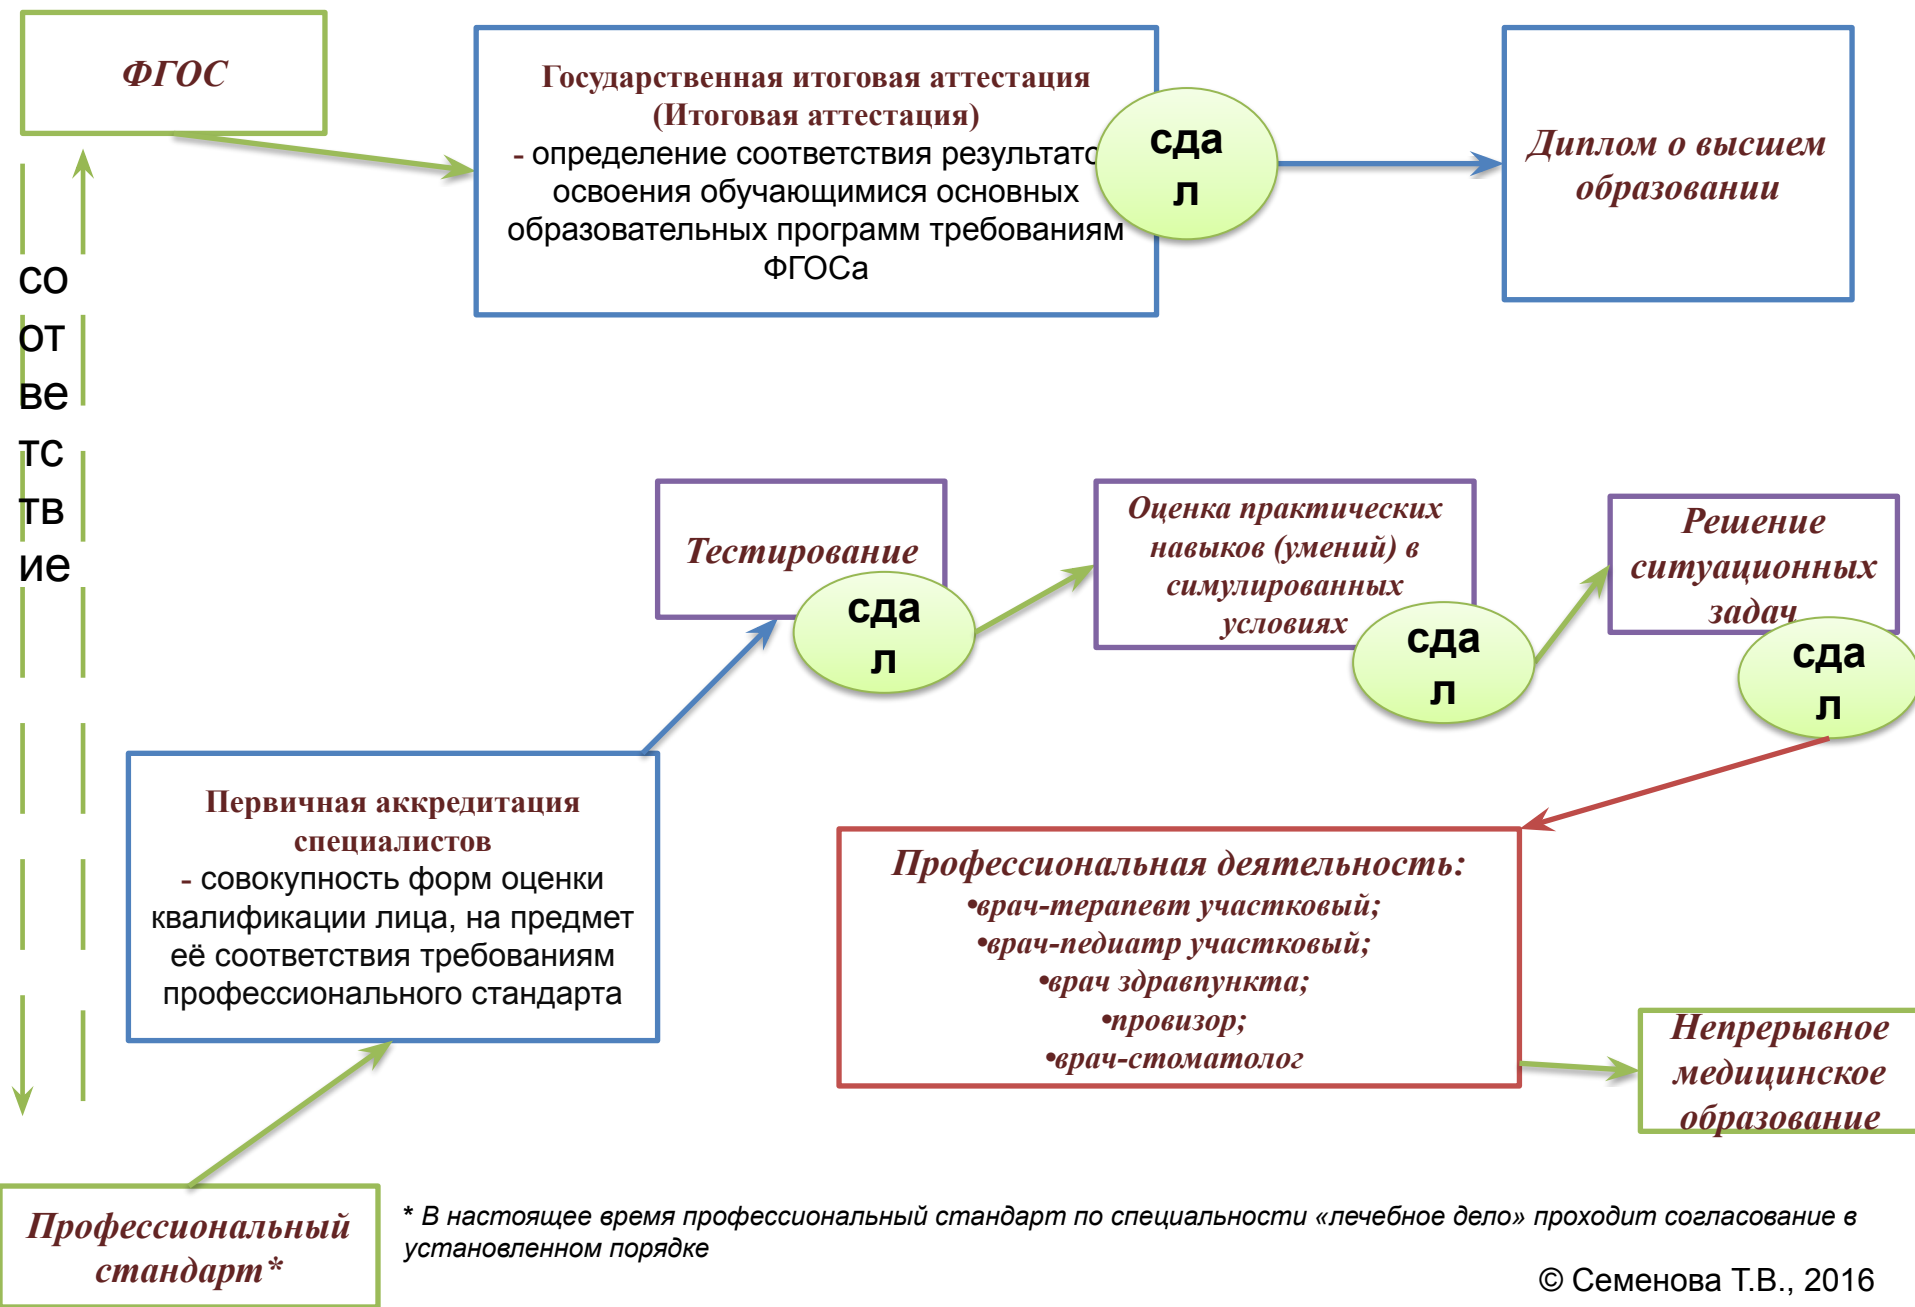 ФГОС
Государственная итоговая аттестация
(Итоговая аттестация)
- определение соответствия результато
освоения обучающимися основных
образовательных программ требованиям
ФГОСа
сда
л
Диплом о высшем
образовании
со
от
ве
тс
тв
ие
Тестирование
сда
л
Оценка практических
навыков (умений) в
симулированных
условиях
сда
л
Решение
ситуационных
задач
сда
л
Первичная аккредитация
специалистов
- совокупность форм оценки
квалификации лица, на предмет
её соответствия требованиям
профессионального стандарта
Профессиональная деятельность:
•врач-терапевт участковый;
•врач-педиатр участковый;
•врач здравпункта;
•провизор;
•врач-стоматолог
Непрерывное
медицинское
образование
Профессиональный
стандарт*
* В настоящее время профессиональный стандарт по специальности «лечебное дело» проходит согласование в
установленном порядке
© Семенова Т.В., 2016